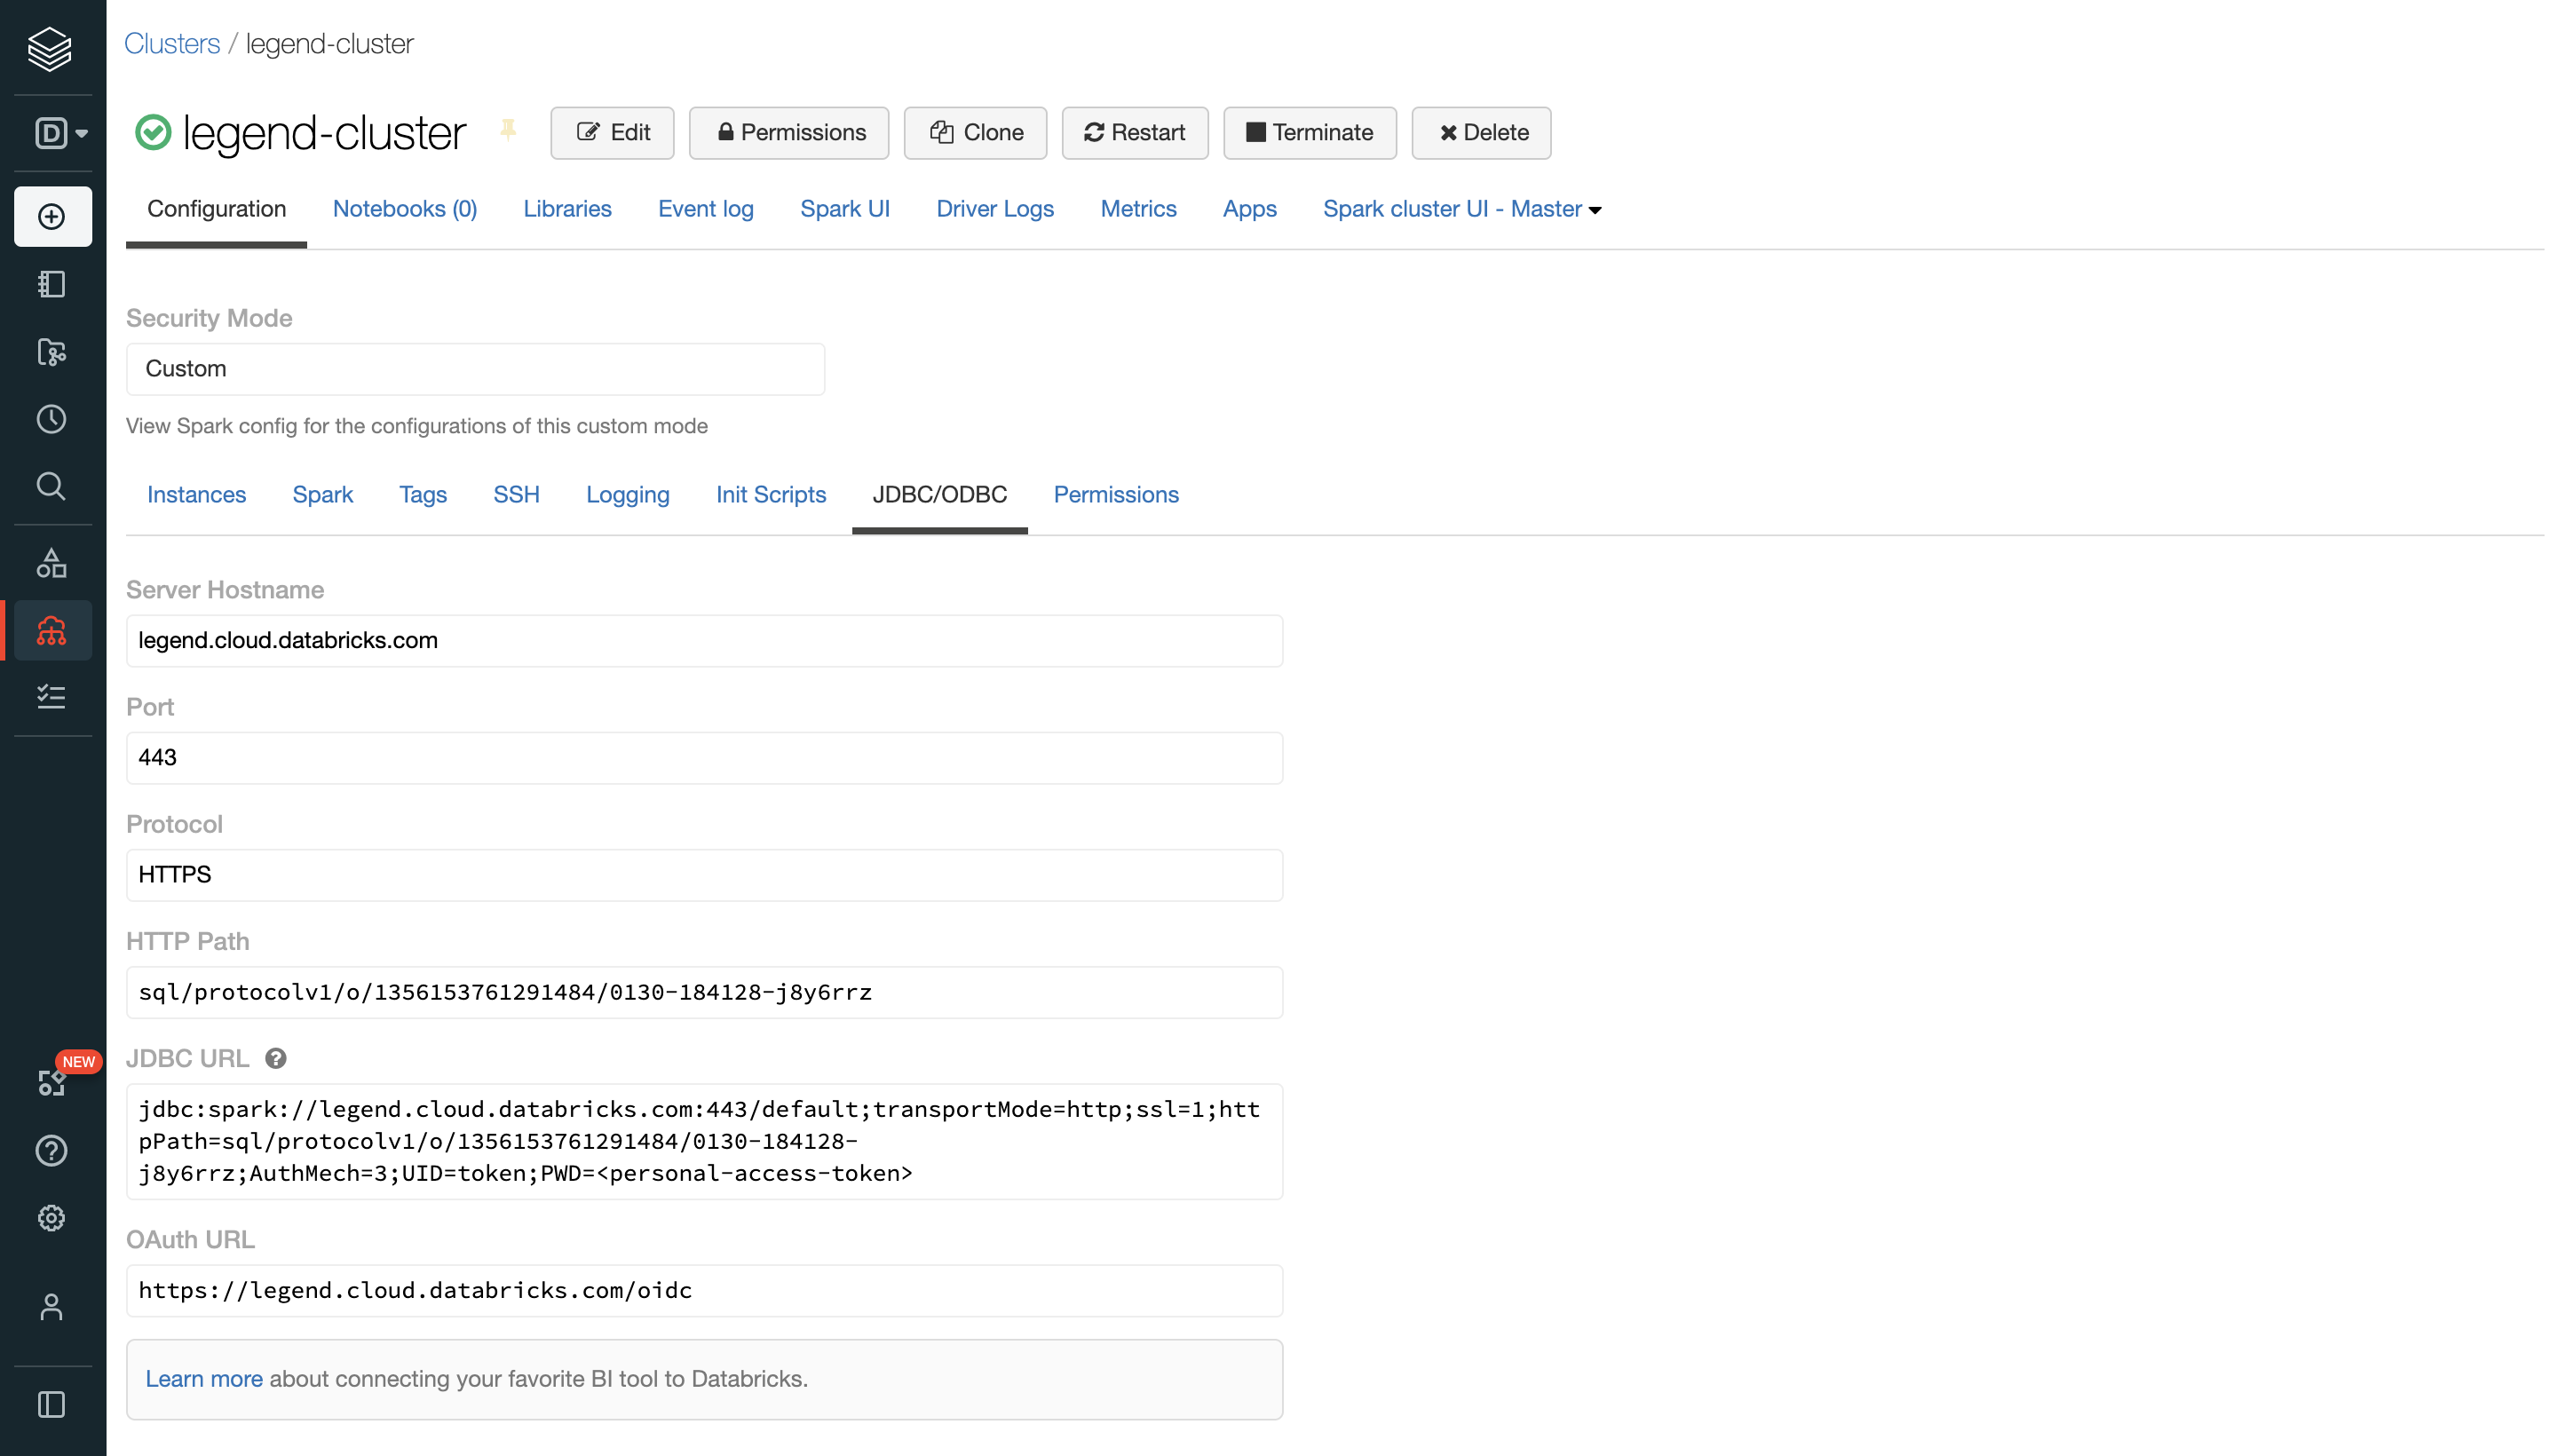 Clusters / legend-cluster
D
legend-cluster Edit Permissions Clone Restart Terminate Delete
Configuration Notebooks (0) Libraries Event log Spark UI Driver Logs Metrics Apps Spark cluster UI - Master
Security Mode
Custom
View Spark config for the configurations of this custom mode
Instances Spark Tags SSH Logging Init Scripts JDBC/ODBC Permissions
Server Hostname
legend.cloud.databricks.com
Port
443
Protocol
HTTPS
HTTP Path
sql/protocolv1/o/1356153761291484/0130-184128-j8y6rrz
NEW
JDBC URL ?
jdbc:spark://legend.cloud.databricks.com:443/default;transportMode=http;ssl=1;htt
pPath=sql/protocolv1/o/1356153761291484/0130-184128-
j8y6rrz;AuthMech=3;UID=token;PWD=<personal-access-token>
OAuth URL
https://legend.cloud.databricks.com/oidc
Learn more about connecting your favorite BI tool to Databricks.